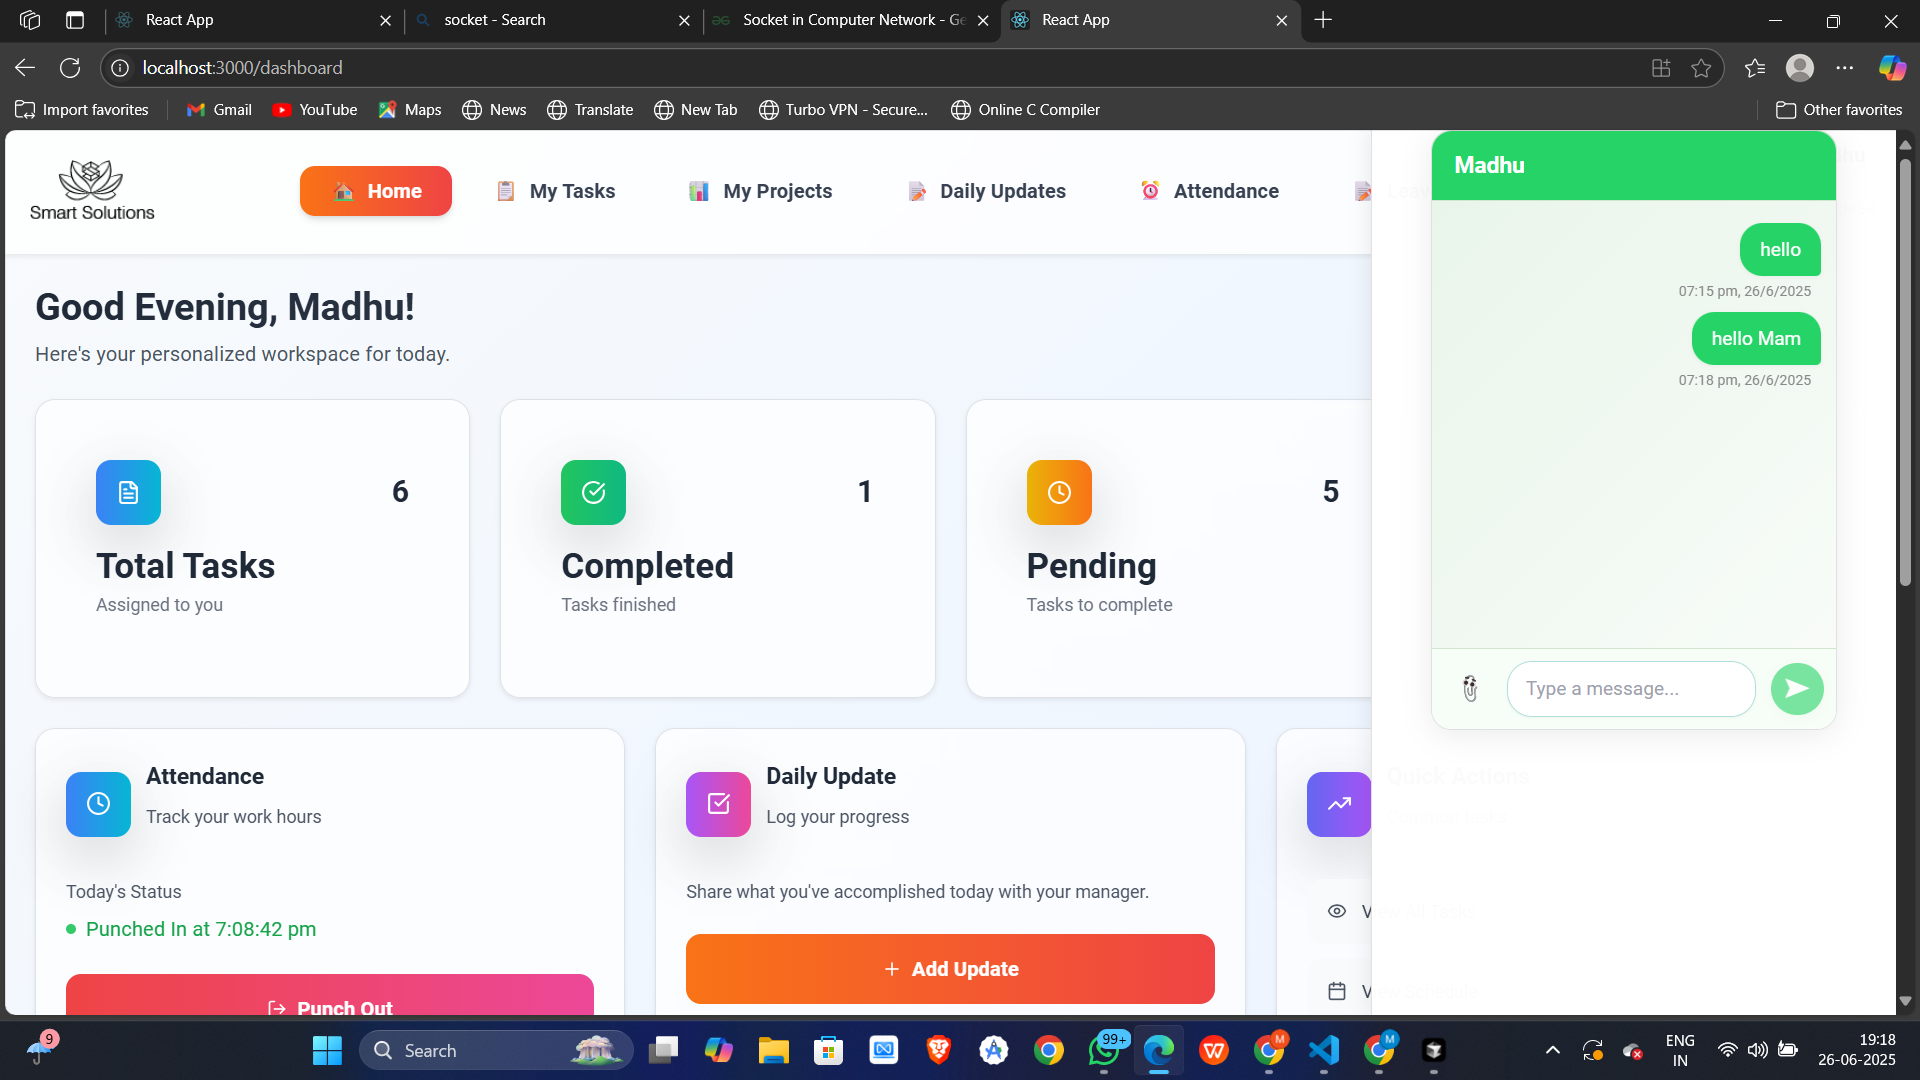 React App
socket - Search
Socket in Computer Network - Ge
React App
localhost:3000/dashboard
Import favorites
Gmail
YouTube
Maps
News
Translate
New Tab
Turbo VPN - Secure...
Online C Compiler
Other favorites
Smart Solutions
Home
My Tasks
My Projects
Daily Updates
Attendance
Madhu
hello
07:15 pm, 26/6/2025
hello Mam
07:18 pm, 26/6/2025
Type a message...
Good Evening, Madhu!
Here's your personalized workspace for today.
6
Total Tasks
Assigned to you
1
Completed
Tasks finished
5
Pending
Tasks to complete
Attendance
Track your work hours
Today's Status
Punched In at 7:08:42 pm
Punch Out
Daily Update
Log your progress
Share what you've accomplished today with your manager.
+ Add Update
Quick Actions
View All Tasks
9
Search
99+
M
M
ENG
IN
19:18
26-06-2025